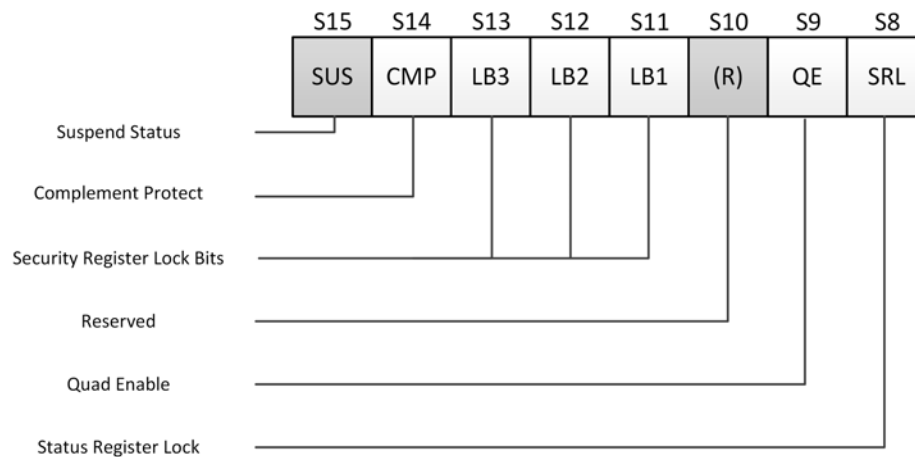 S15 S14 S13 S12 S11 S10 S9 S8
SUS CMP LB3 LB2 LB1 (R) QE SRL
Suspend Status
Complement Protect
Security Register Lock Bits
Reserved
Quad Enable
Status Register Lock